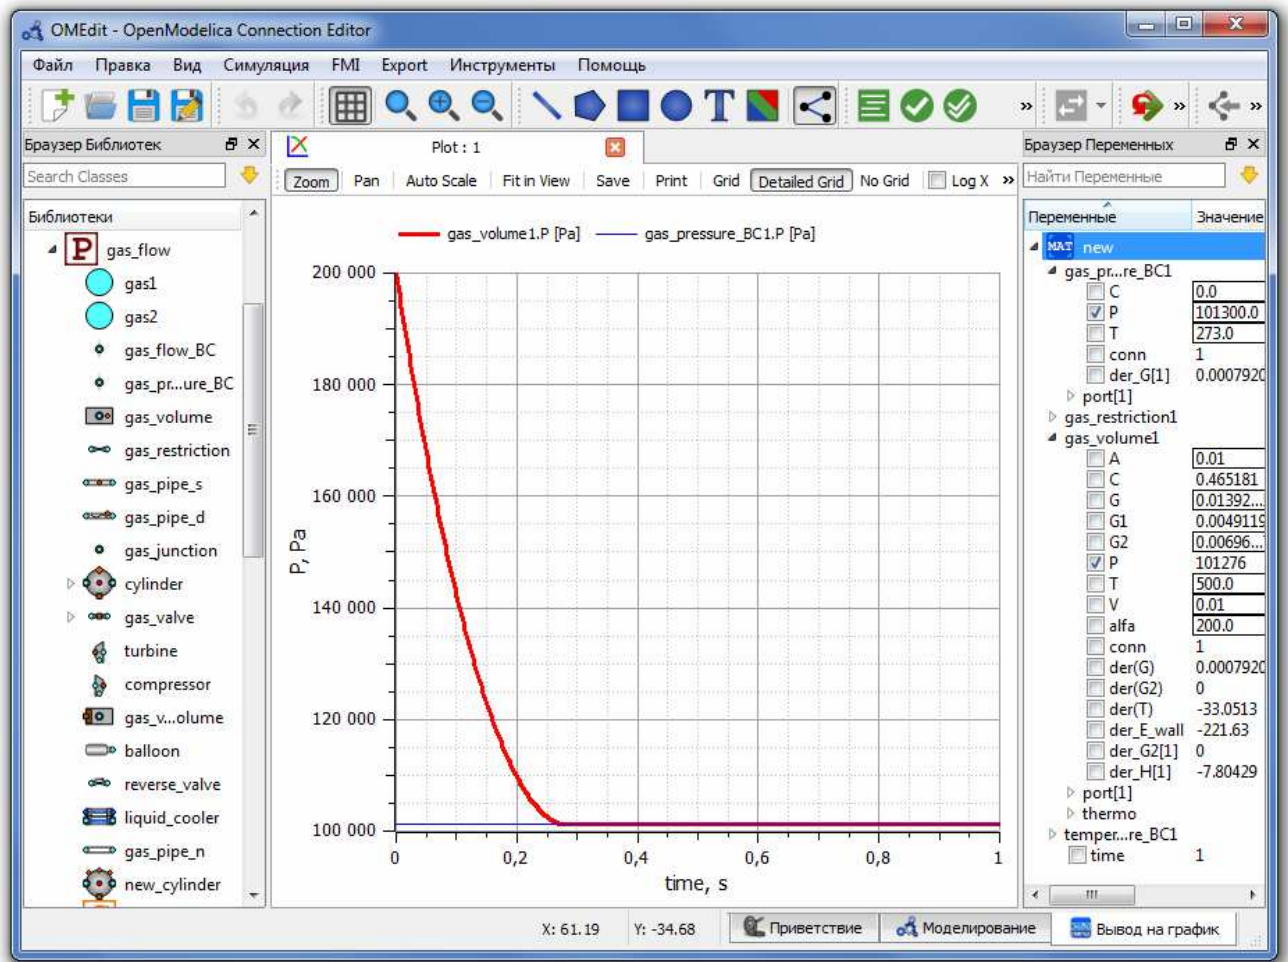 OMEdit - OpenModelica Connection Editor
Файл Правка Вид Симуляция FMI Export Инструменты Помощь
T » » »
Браузер Библиотек
Search Classes
Библиотеки
P gas_flow
gas1
gas2
gas_flow_BC
gas_pr...ure_BC
gas_volume
gas_restriction
gas_pipe_s
gas_pipe_d
gas_junction
cylinder
gas_valve
turbine
compressor
gas_v...olume
balloon
reverse_valve
liquid_cooler
gas_pipe_n
new_cylinder
Plot : 1
Zoom Pan Auto Scale Fit in View Save Print Grid Detailed Grid No Grid Log X »
gas_volume1.P [Pa] gas_pressure_BC1.P [Pa]
200 000
180 000
160 000
140 000
120 000
100 000
P, Pa
0 0,2 0,4 0,6 0,8 1
time, s
Браузер Переменных
Найти Переменные
Переменные Значение
MAT new
gas_pr...re_BC1
C 0.0
P 101300.0
T 273.0
conn 1
der_G[1] 0.0007920
port[1]
gas_restriction1
gas_volume1
A 0.01
C 0.465181
G 0.01392...
G1 0.0049119
G2 0.00696...
P 101276
T 500.0
V 0.01
alfa 200.0
conn 1
der(G) 0.0007920
der(G2) 0
der(T) -33.0513
der_E_wall -221.63
der_G2[1] 0
der_H[1] -7.80429
port[1]
thermo
temper...re_BC1
time 1
X: 61.19 Y: -34.68 Приветствие Моделирование Вывод на график